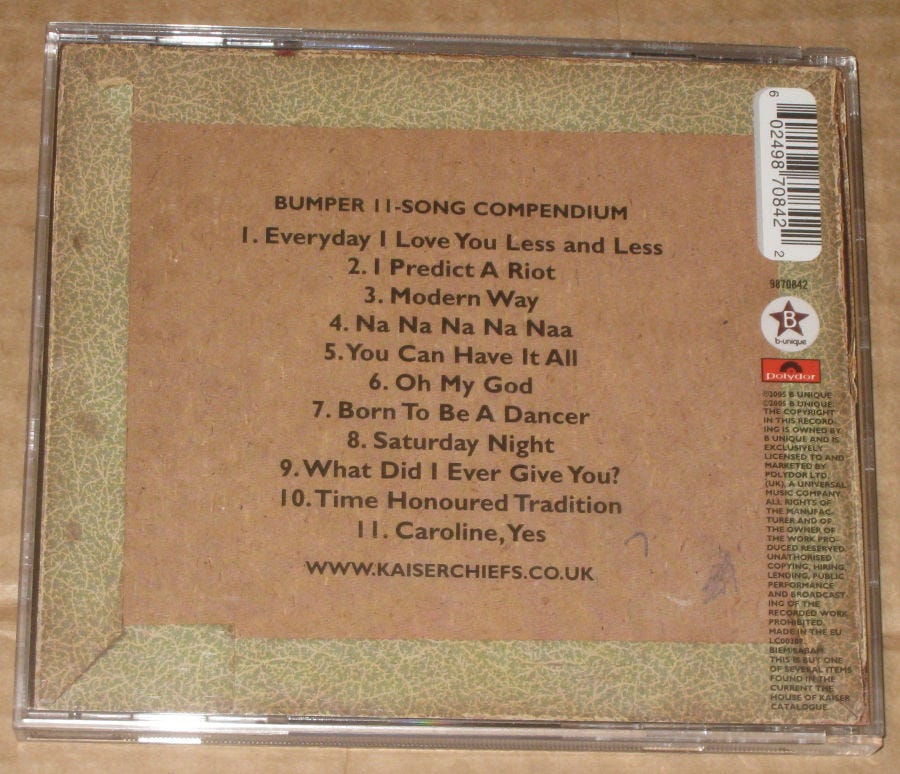 BUMPER 11-SONG COMPENDIUM
1. Everyday I Love You Less and Less
2. I Predict A Riot
3. Modern Way
4. Na Na Na Na Naa
5. You Can Have It All
6. Oh My God
7. Born To Be A Dancer
8. Saturday Night
9. What Did I Ever Give You?
10. Time Honoured Tradition
11. Caroline, Yes
WWW.KAISERCHIEFS.CO.UK
6 02498 70842 2
9870842
B
b-unique
Polydor
℗2005 B UNIQUE
©2005 B UNIQUE.
THE COPYRIGHT
IN THIS RECORD-
ING IS OWNED BY
B UNIQUE AND IS
EXCLUSIVELY
LICENSED TO AND
MARKETED BY
POLYDOR LTD.
(UK), A UNIVERSAL
MUSIC COMPANY
ALL RIGHTS OF
THE MANUFAC-
TURER AND OF
THE OWNER OF
THE WORK PRO-
DUCED RESERVED.
UNATHORISED
COPYING, HIRING,
LENDING, PUBLIC
PERFORMANCE
AND BROADCAST-
ING OF THE
RECORDED WORK
PROHIBITED.
MADE IN THE EU
BIEM/SABAM.
THIS IS BUT ONE
OF SEVERAL ITEMS
FOUND IN THE
CURRENT THE
HOUSE OF KAISER
CATALOGUE.